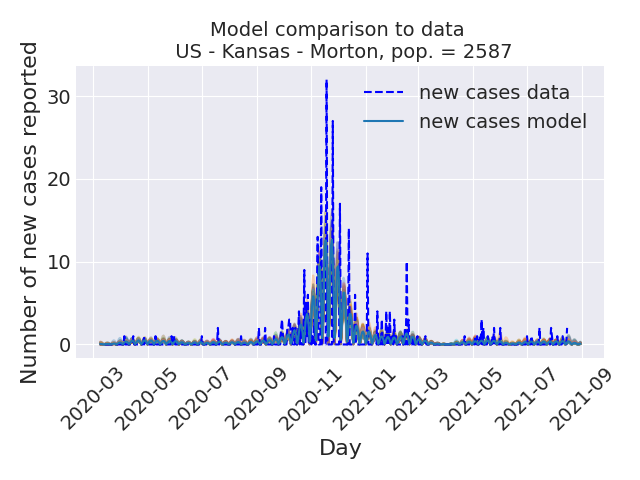 Model comparison to data
US - Kansas - Morton, pop. = 2587
Number of new cases reported
30
20
10
0
new cases data
new cases model
2020-03
2020-05
2020-07
2020-09
2020-11
2021-01
2021-03
2021-05
2021-07
2021-09
Day